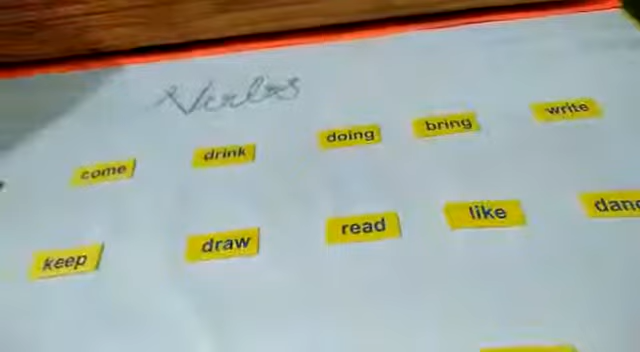 Verbs
come drink doing bring write
keep draw read like